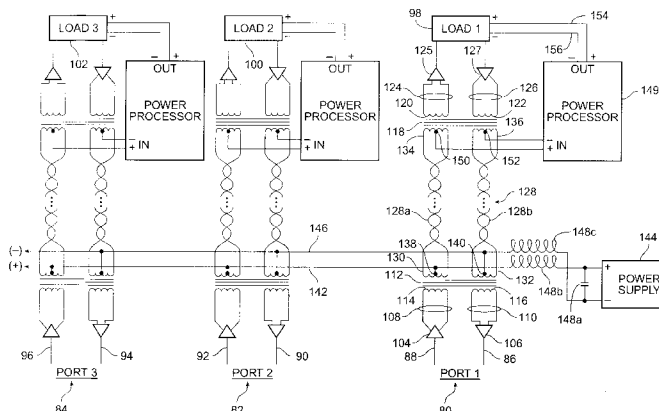 LOAD 3
+
−
102
OUT
− +
POWER
PROCESSOR
−
+ IN
LOAD 2
+
−
100
OUT
− +
POWER
PROCESSOR
−
+ IN
98
LOAD 1
+
−
154
156
125
127
OUT
− +
POWER
PROCESSOR
149
−
+ IN
124
126
120
122
118
136
134
150
152
128
128a
128b
146
148c
144
(−)
(+)
138
140
130
132
112
142
148b
148a
+
−
POWER
SUPPLY
114
116
108
110
104
106
96
94
92
90
88
86
PORT 3
PORT 2
PORT 1
84
82
80